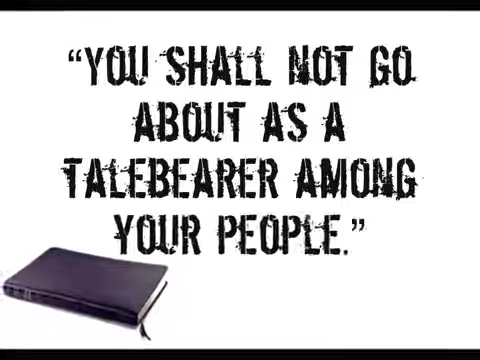 “YOU SHALL NOT GO
ABOUT AS A
TALEBEARER AMONG
YOUR PEOPLE.”